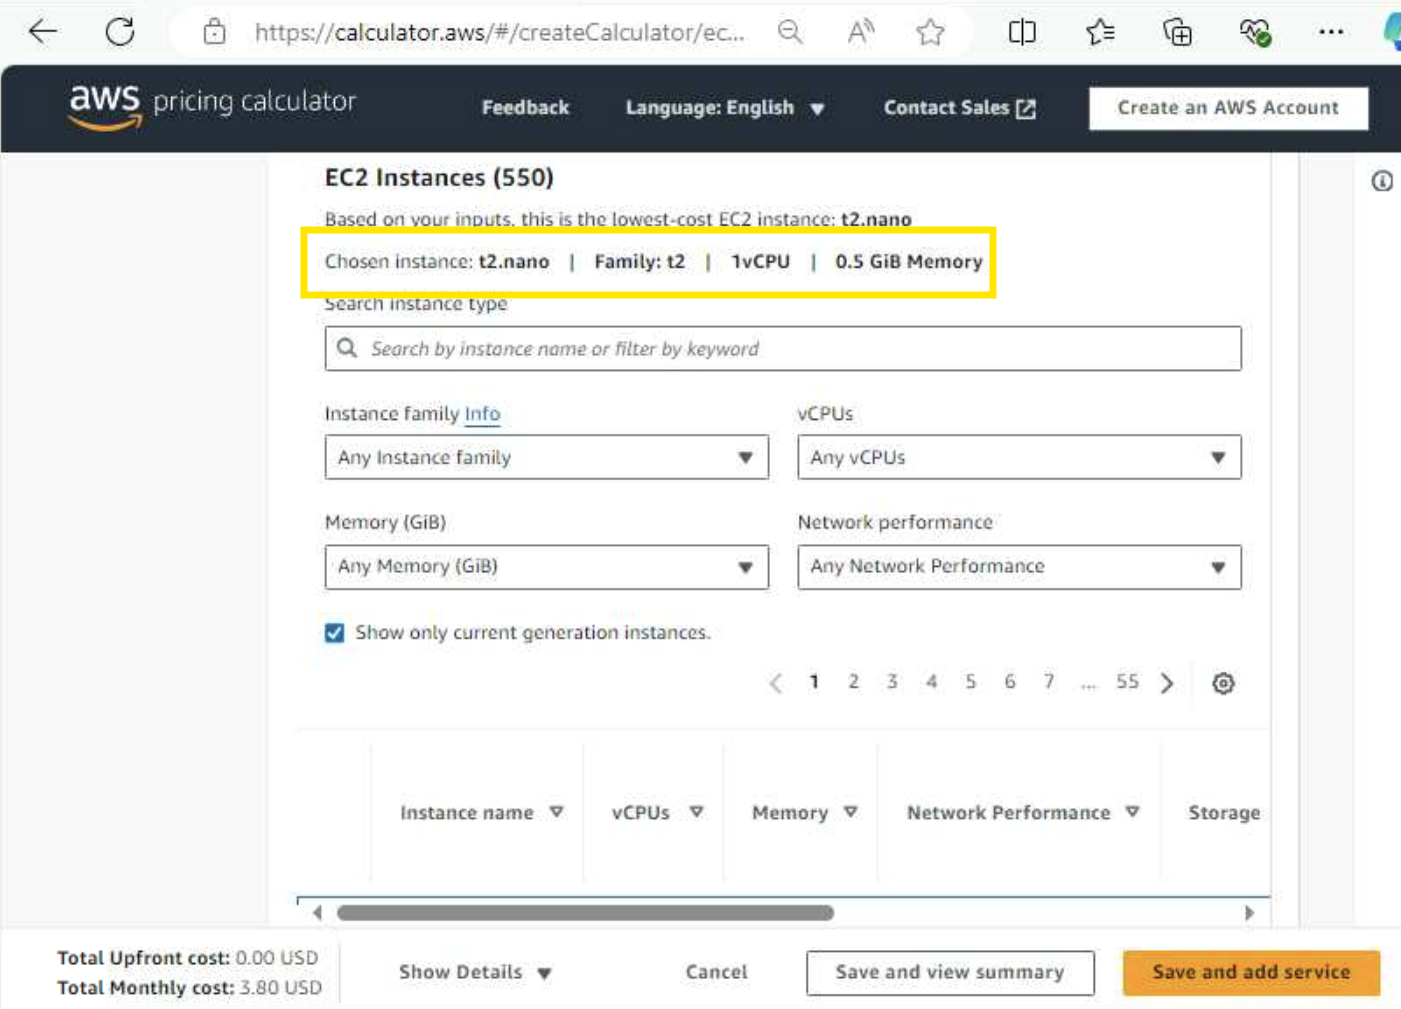 https://calculator.aws/#/createCalculator/ec...
aws pricing calculator
Feedback
Language: English
Contact Sales
Create an AWS Account
EC2 Instances (550)
Based on your inputs, this is the lowest-cost EC2 instance: t2.nano
Chosen instance: t2.nano | Family: t2 | 1vCPU | 0.5 GiB Memory
Search instance type
Search by instance name or filter by keyword
Instance family Info
vCPUs
Any Instance family
Any vCPUs
Memory (GiB)
Network performance
Any Memory (GiB)
Any Network Performance
Show only current generation instances.
1 2 3 4 5 6 7 ... 55
Instance name
vCPUs
Memory
Network Performance
Storage
Total Upfront cost: 0.00 USD
Total Monthly cost: 3.80 USD
Show Details
Cancel
Save and view summary
Save and add service